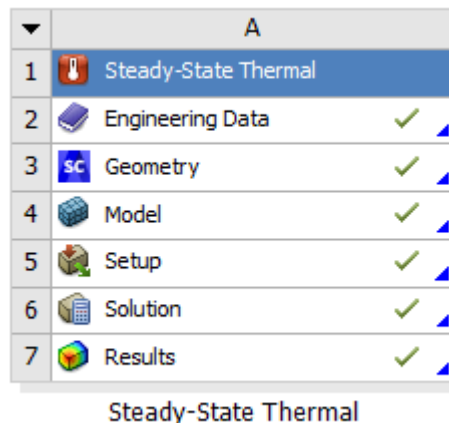 A
1 Steady-State Thermal
2 Engineering Data
3 SC Geometry
4 Model
5 Setup
6 Solution
7 Results
Steady-State Thermal